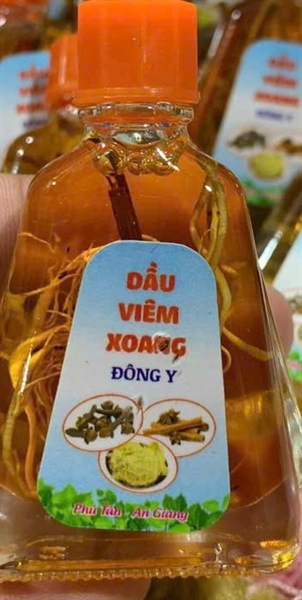 DẦU
VIÊM
XOANG
ĐÔNG Y
Phú Tân - An Giang